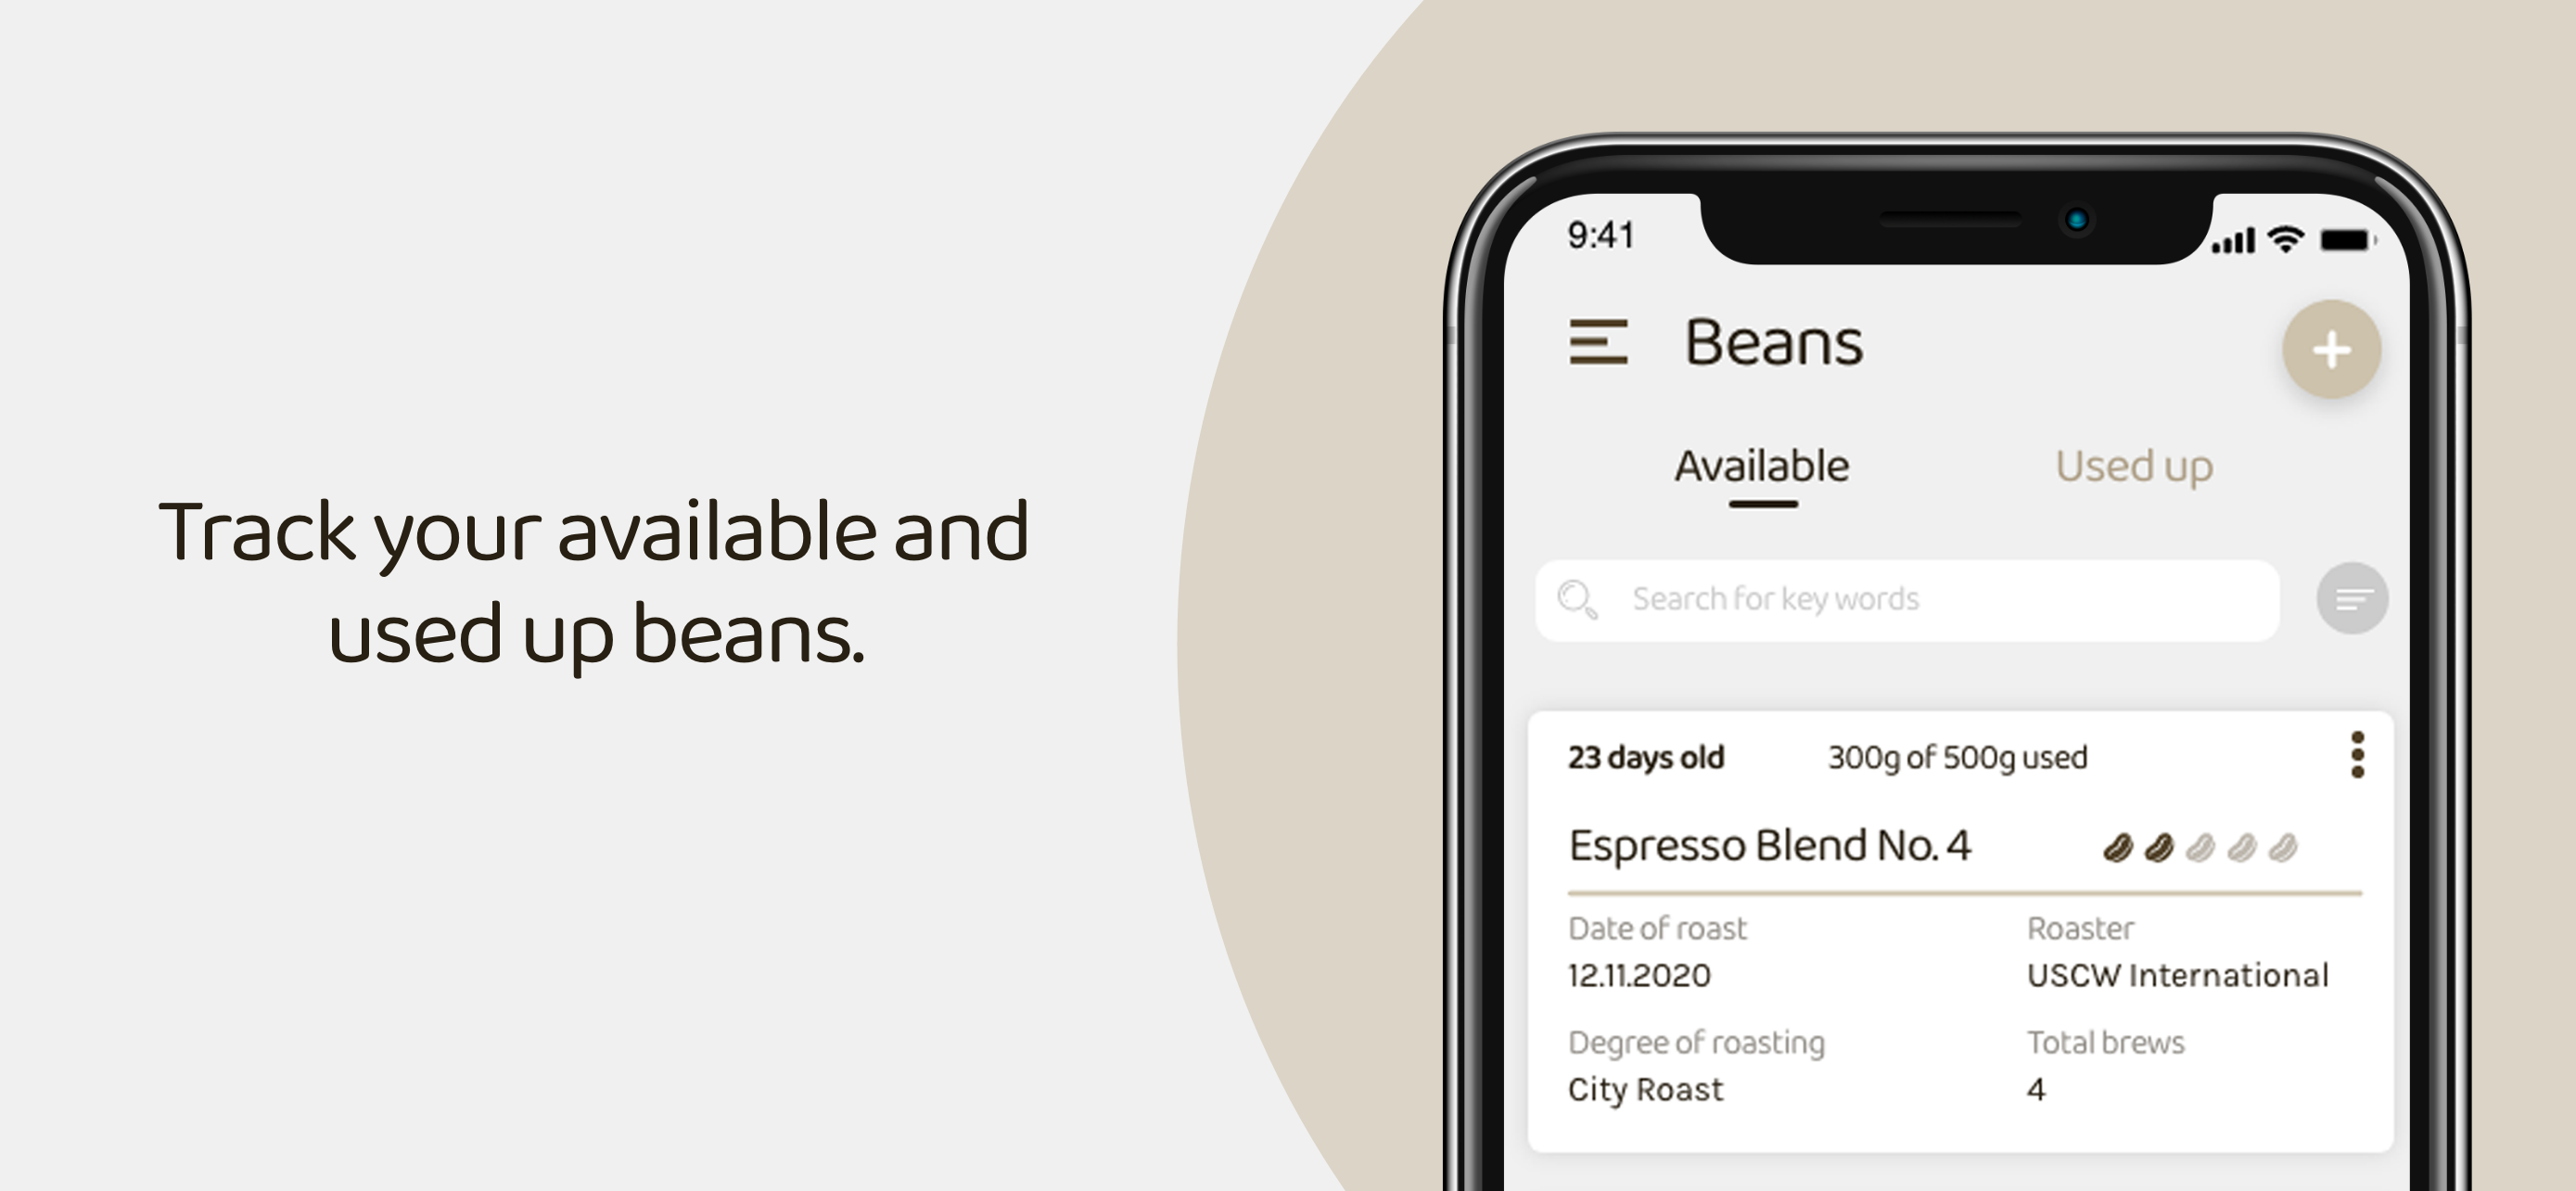 Track your available and
used up beans.
9:41
Beans
Available
Used up
Search for key words
23 days old
300g of 500g used
Espresso Blend No. 4
Date of roast
Roaster
12.11.2020
USCW International
Degree of roasting
Total brews
City Roast
4